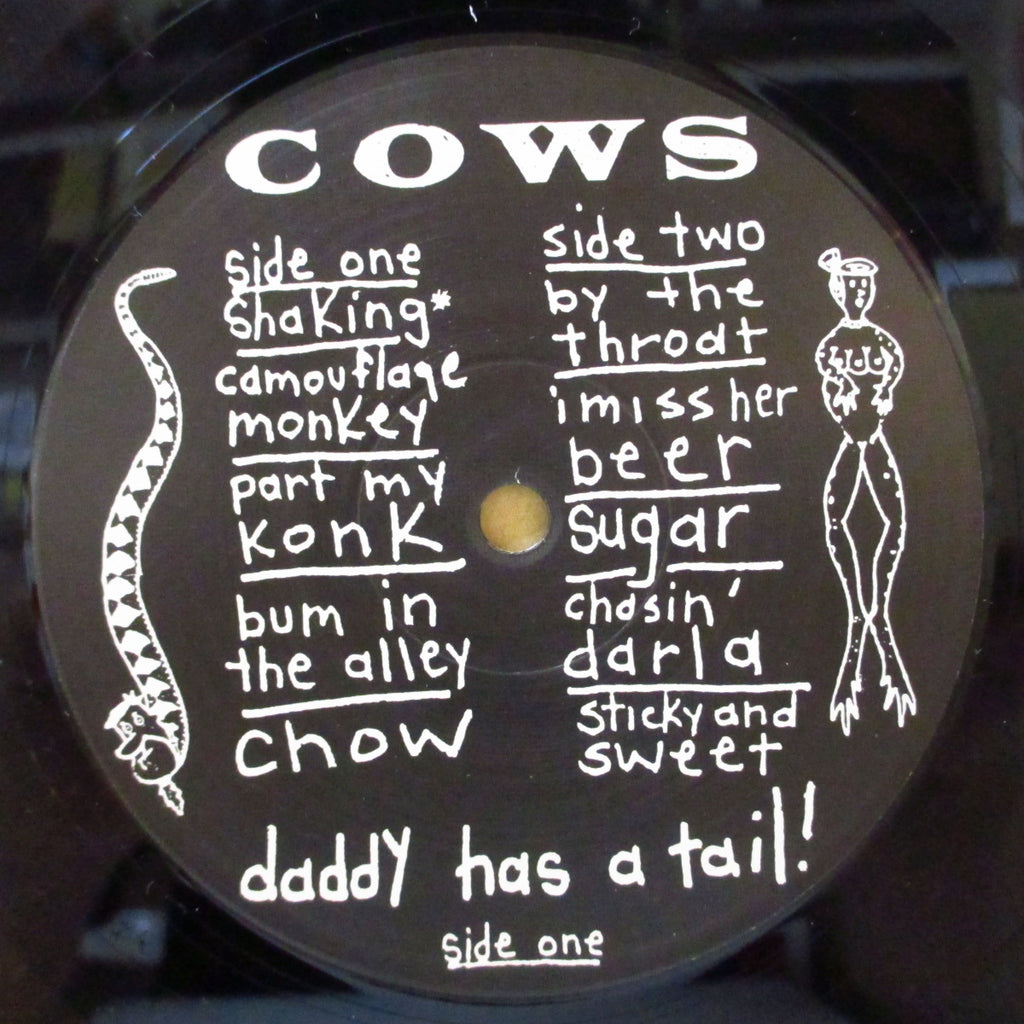 COWS
side one
shaking*
camouflage
monkey
part my
konk
bum in
the alley
chow
side two
by the
throat
i miss her
beer
sugar
chasin'
darla
sticky and
sweet
daddy has a tail!
side one